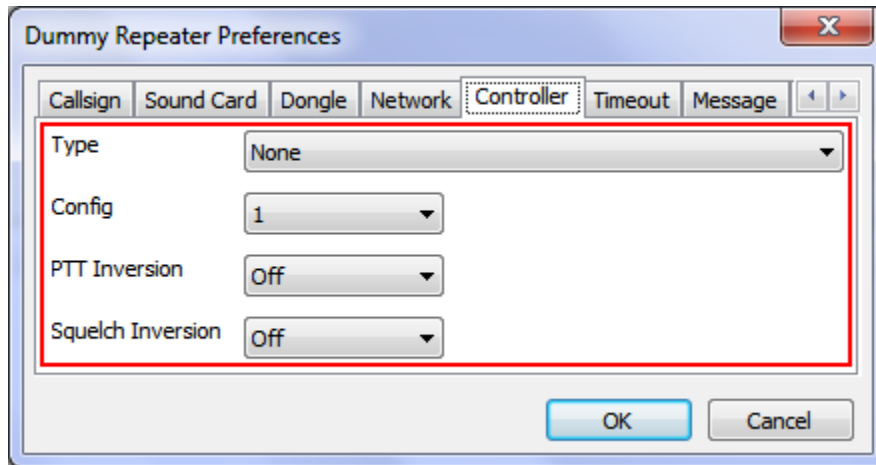 Dummy Repeater Preferences
Callsign Sound Card Dongle Network Controller Timeout Message
Type None
Config 1
PTT Inversion Off
Squelch Inversion Off
OK Cancel